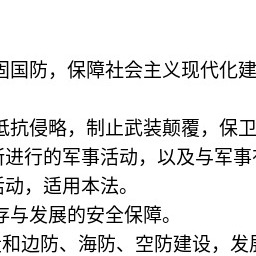 固国防，保障社会主义现代化建
抵抗侵略，制止武装颠覆，保卫
所进行的军事活动，以及与军事
活动，适用本法。
存与发展的安全保障。
和边防、海防、空防建设，发展